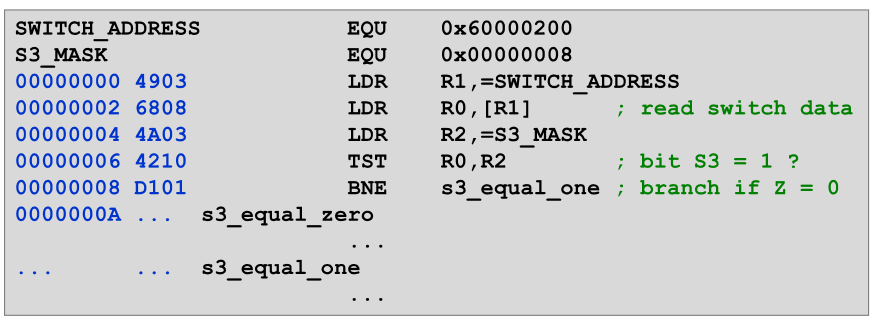 SWITCH_ADDRESS EQU 0x60000200
S3_MASK EQU 0x00000008
00000000 4903 LDR R1,=SWITCH_ADDRESS
00000002 6808 LDR R0,[R1] ; read switch data
00000004 4A03 LDR R2,=S3_MASK
00000006 4210 TST R0,R2 ; bit S3 = 1 ?
00000008 D101 BNE s3_equal_one ; branch if Z = 0
0000000A ... s3_equal_zero
...
... ... s3_equal_one
...